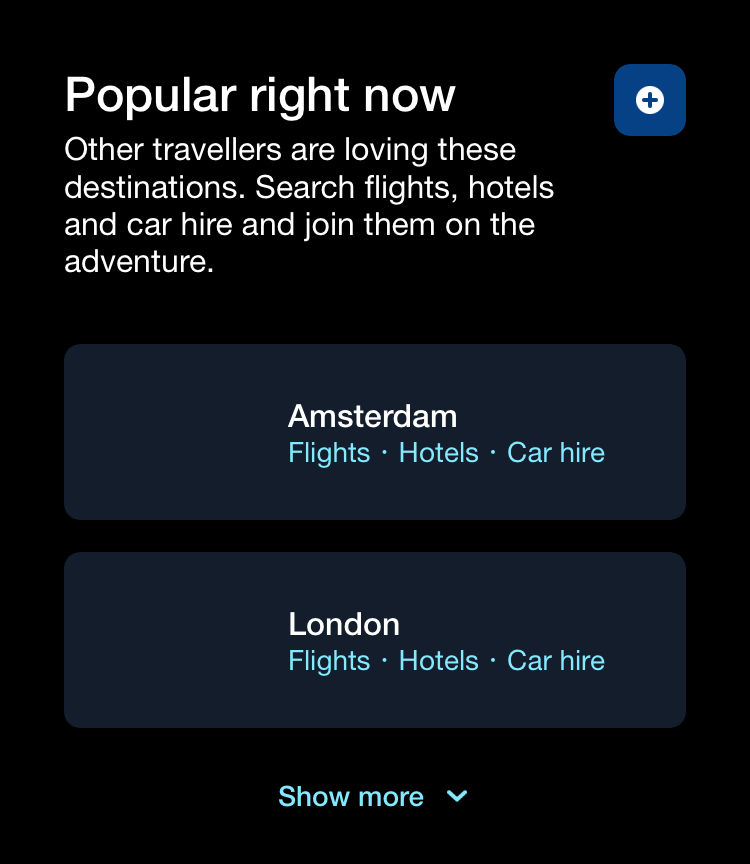 Popular right now
Other travellers are loving these
destinations. Search flights, hotels
and car hire and join them on the
adventure.
Amsterdam
Flights · Hotels · Car hire
London
Flights · Hotels · Car hire
Show more